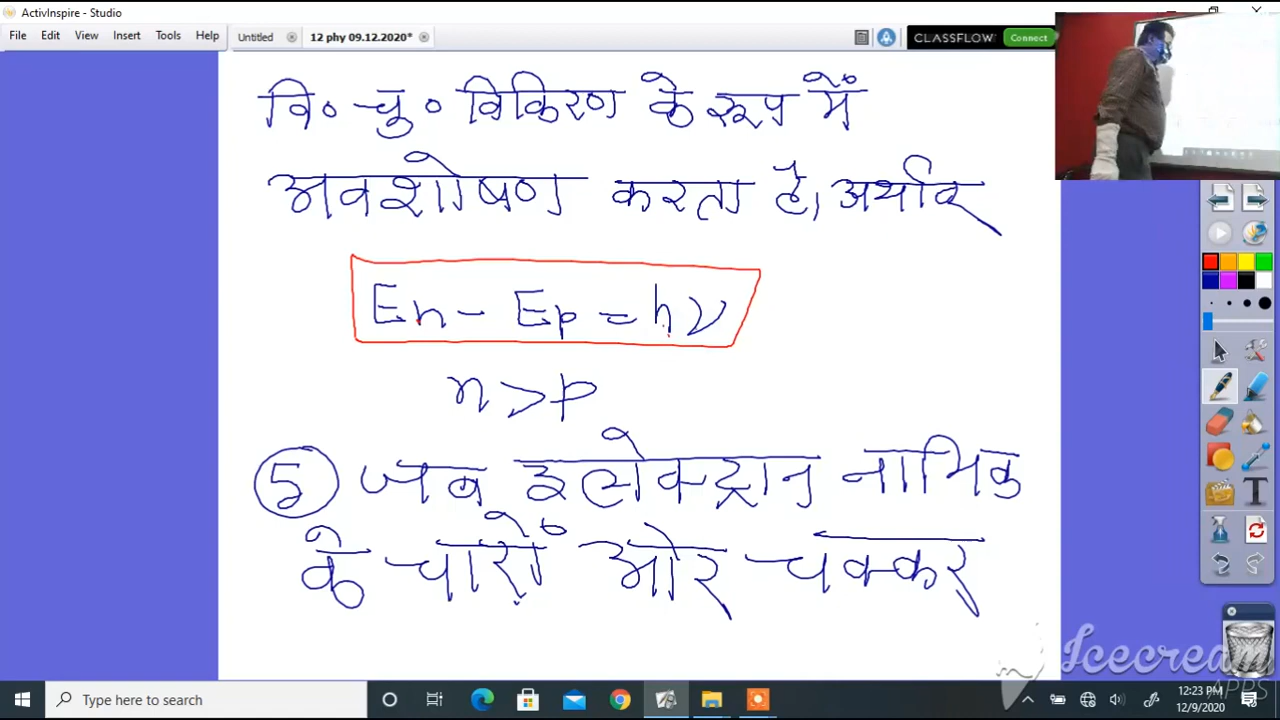 ActivInspire - Studio
File Edit View Insert Tools Help Untitled 12 phy 09.12.2020* CLASSFLOW Connect
वि० चु० विकिरण के रूप में
अवशोषण करता है, अर्थात्
En - Ep = hν
n > p
5 जब इलेक्ट्रान नाभिक
के चारों ओर चक्कर
Icecream
APPS
Type here to search
12:23 PM
12/9/2020